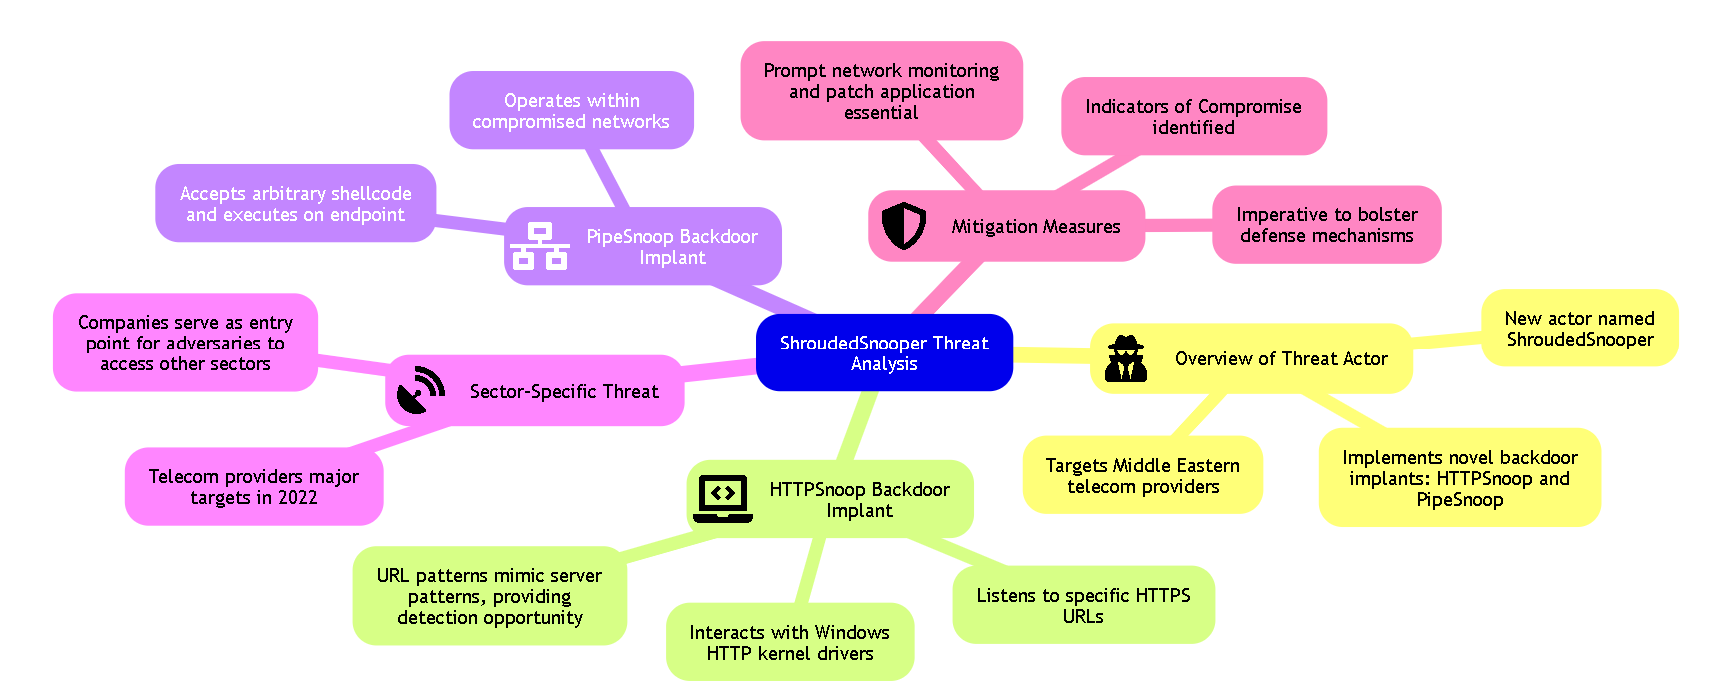 Prompt network monitoring
and patch application
essential
Operates within
compromised networks
Indicators of Compromise
identified
Accepts arbitrary shellcode
and executes on endpoint
PipeSnoop Backdoor
Implant
Mitigation Measures
Imperative to bolster
defense mechanisms
Companies serve as entry
point for adversaries to
access other sectors
ShroudedSnooper Threat
Analysis
Overview of Threat Actor
New actor named
ShroudedSnooper
Sector-Specific Threat
Telecom providers major
targets in 2022
HTTPSnoop Backdoor
Implant
Targets Middle Eastern
telecom providers
Implements novel backdoor
implants: HTTPSnoop and
PipeSnoop
URL patterns mimic server
patterns, providing
detection opportunity
Interacts with Windows
HTTP kernel drivers
Listens to specific HTTPS
URLs